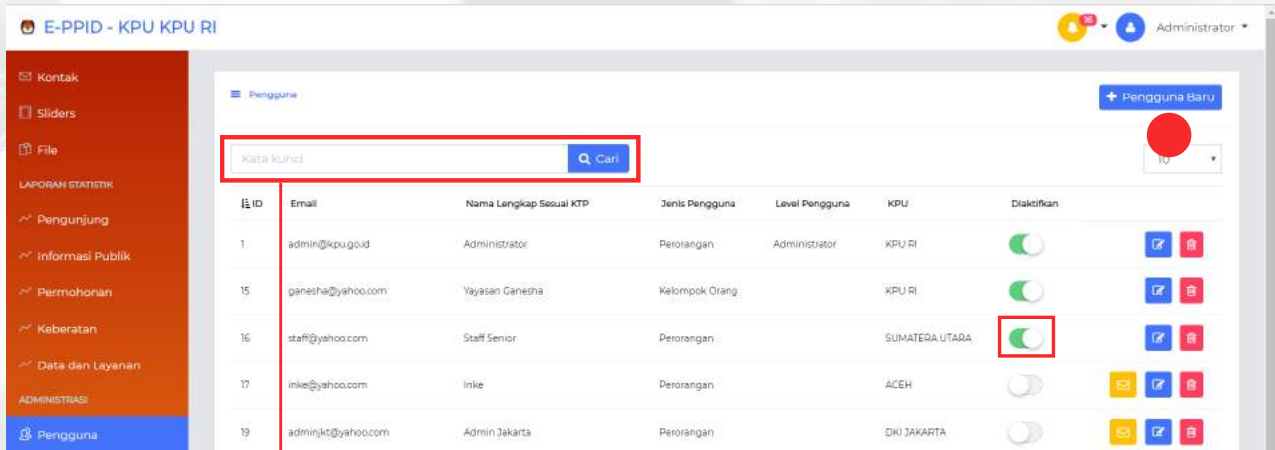 E-PPID - KPU KPU RI
16
Administrator
Kontak
Sliders
File
LAPORAN STATISTIK
Pengunjung
Informasi Publik
Permohonan
Keberatan
Data dan Layanan
ADMINISTRASI
Pengguna
Pengguna
+ Pengguna Baru
Kata kunci
Cari
10
ID Email Nama Lengkap Sesuai KTP Jenis Pengguna Level Pengguna KPU Diaktifkan
1 admin@kpu.go.id Administrator Perorangan Administrator KPU RI
15 ganesha@yahoo.com Yayasan Ganesha Kelompok Orang KPU RI
16 staff@yahoo.com Staff Senior Perorangan SUMATERA UTARA
17 inke@yahoo.com Inke Perorangan ACEH
19 adminjkt@yahoo.com Admin Jakarta Perorangan DKI JAKARTA